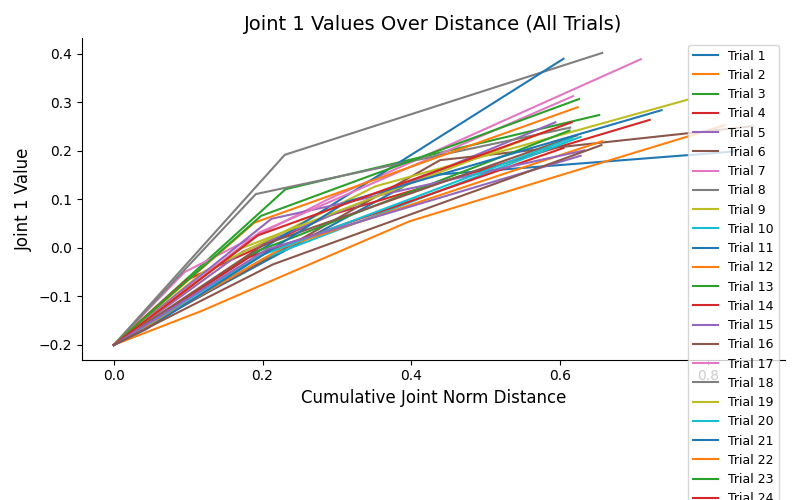 Joint 1 Values Over Distance (All Trials)
Joint 1 Value
0.4
0.3
0.2
0.1
0.0
−0.1
−0.2
0.0 0.2 0.4 0.6 0.8
Cumulative Joint Norm Distance
Trial 1
Trial 2
Trial 3
Trial 4
Trial 5
Trial 6
Trial 7
Trial 8
Trial 9
Trial 10
Trial 11
Trial 12
Trial 13
Trial 14
Trial 15
Trial 16
Trial 17
Trial 18
Trial 19
Trial 20
Trial 21
Trial 22
Trial 23
Trial 24